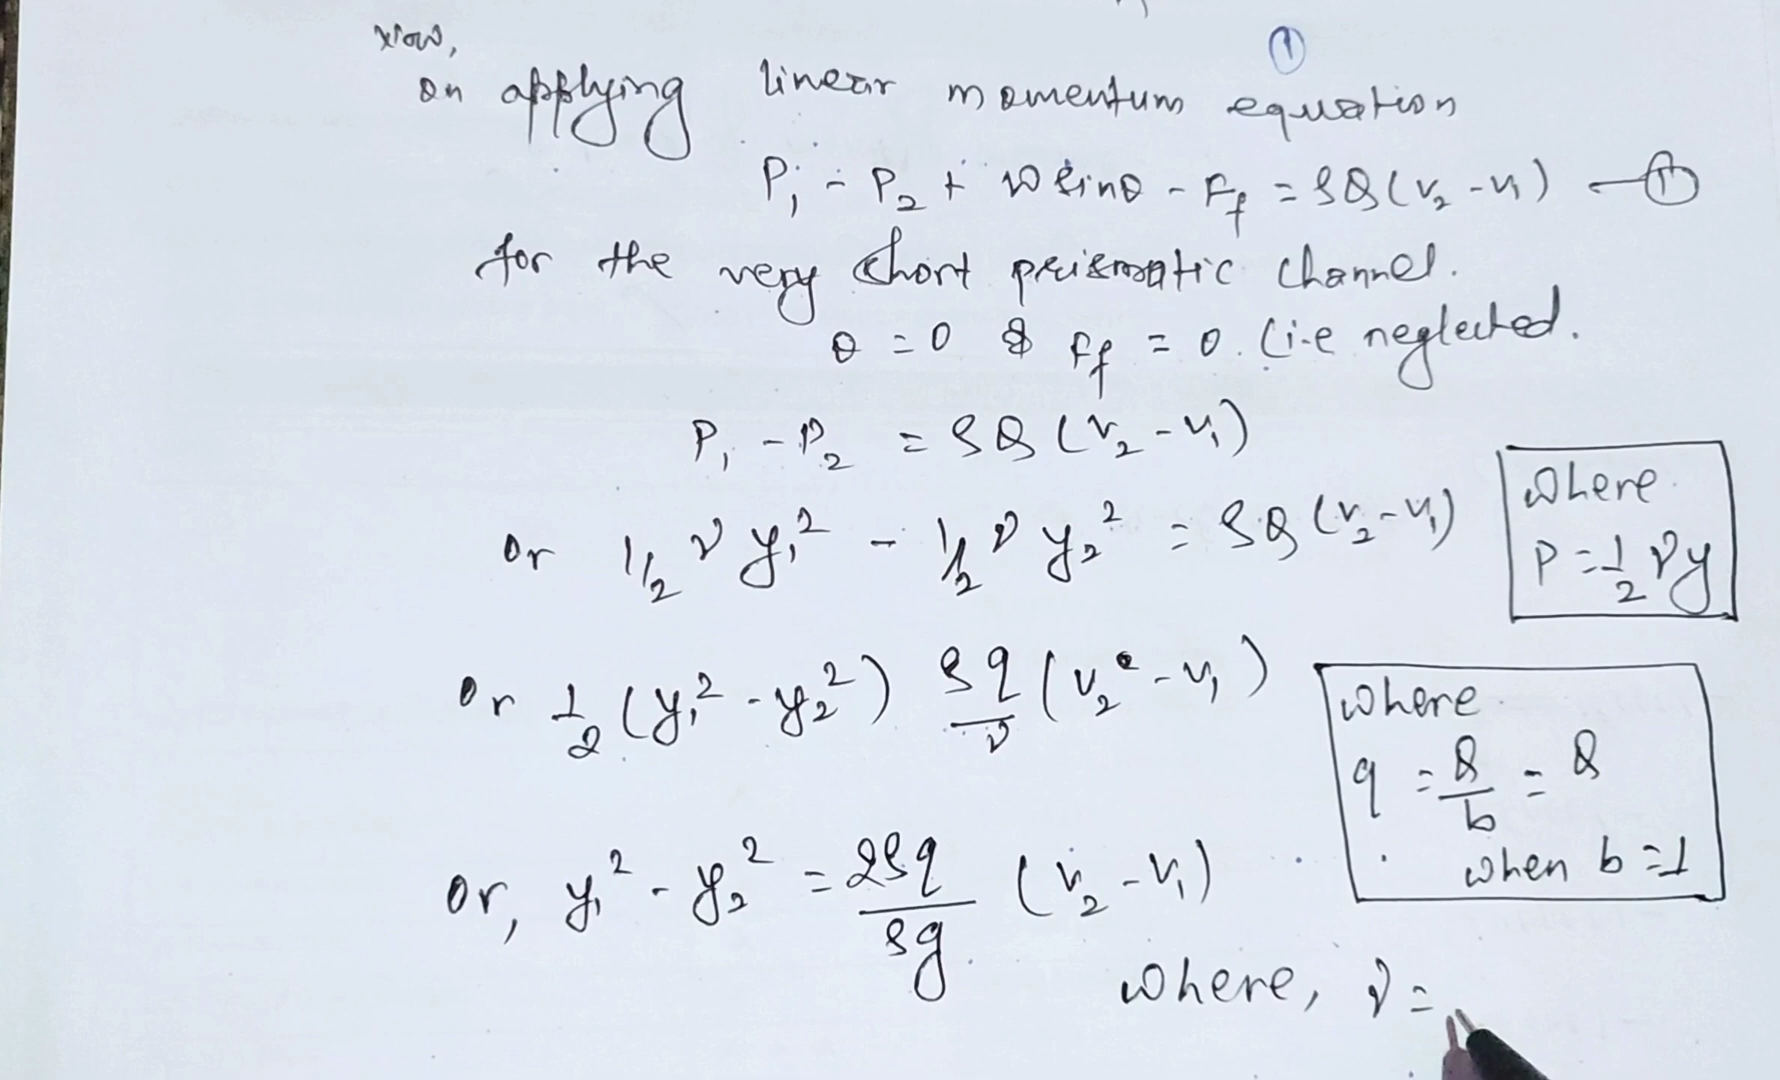 Now,
①
on applying linear momentum equation
P₁ - P₂ + W sinθ - F_f = ρQ(v₂ - v₁) — ①
for the very short prismatic channel.
θ = 0 & F_f = 0. (i.e neglected.
P₁ - P₂ = ρQ(v₂ - v₁)
or 1/2 γ y₁² - 1/2 γ y₂² = ρQ(v₂ - v₁)
where
P = 1/2 γy
or 1/2 (y₁² - y₂²) ρq/γ (v₂ - v₁)
where
q = Q/b = Q
when b = 1
or, y₁² - y₂² = 2ρq/ρg (v₂ - v₁)
where, γ =